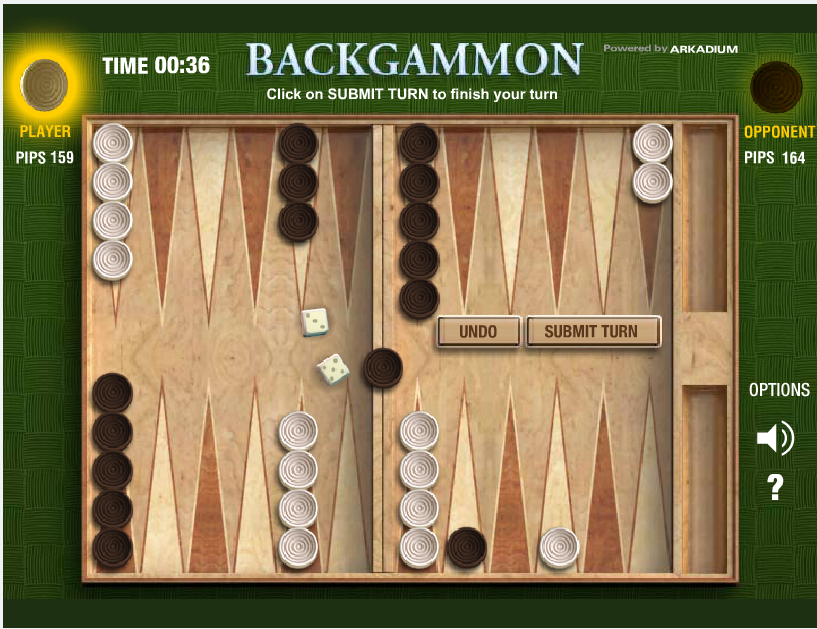 BACKGAMMON
Powered by ARKADIUM
TIME 00:36
Click on SUBMIT TURN to finish your turn
PLAYER
PIPS 159
OPPONENT
PIPS 164
UNDO
SUBMIT TURN
OPTIONS
?